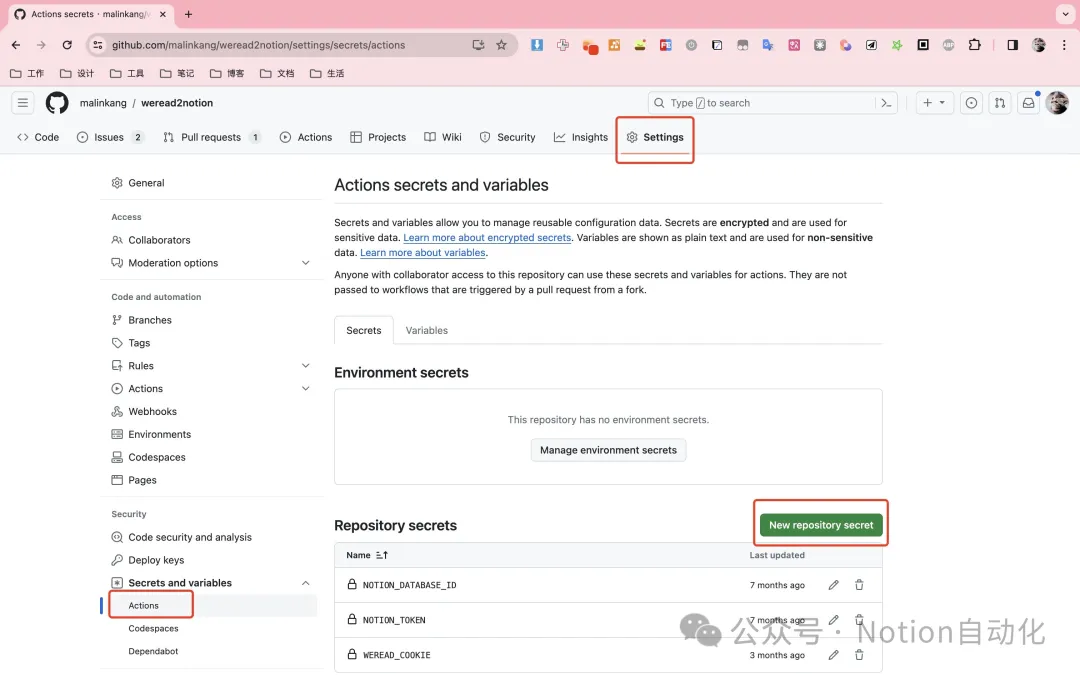 Actions secrets · malinkang/w
github.com/malinkang/weread2notion/settings/secrets/actions
工作 设计 工具 笔记 博客 文档 生活
malinkang / weread2notion
Type / to search
Code Issues 2 Pull requests 1 Actions Projects Wiki Security Insights Settings
General
Access
Collaborators
Moderation options
Code and automation
Branches
Tags
Rules
Actions
Webhooks
Environments
Codespaces
Pages
Security
Code security and analysis
Deploy keys
Secrets and variables
Actions
Codespaces
Dependabot
Actions secrets and variables
Secrets and variables allow you to manage reusable configuration data. Secrets are encrypted and are used for
sensitive data. Learn more about encrypted secrets. Variables are shown as plain text and are used for non-sensitive
data. Learn more about variables.
Anyone with collaborator access to this repository can use these secrets and variables for actions. They are not
passed to workflows that are triggered by a pull request from a fork.
Secrets Variables
Environment secrets
This repository has no environment secrets.
Manage environment secrets
Repository secrets
New repository secret
Name Last updated
NOTION_DATABASE_ID 7 months ago
NOTION_TOKEN 7 months ago
WEREAD_COOKIE 3 months ago
公众号 · Notion自动化